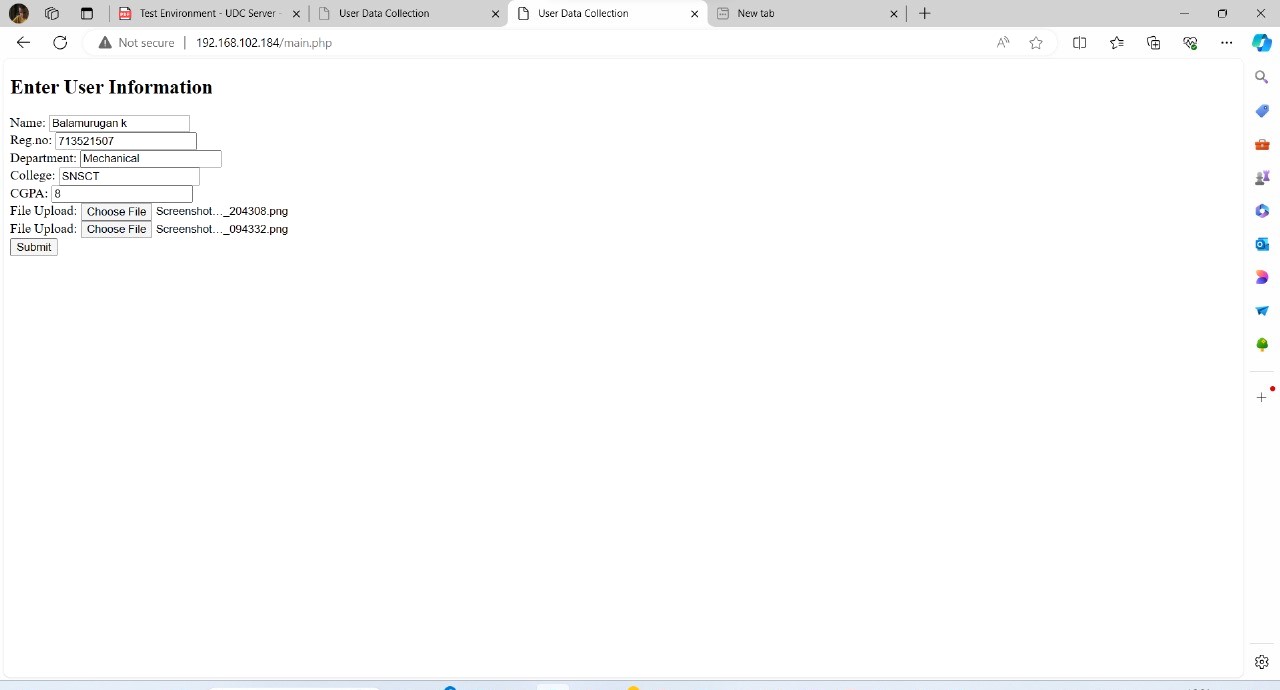 Test Environment - UDC Server -
User Data Collection
User Data Collection
New tab
Not secure
192.168.102.184/main.php
Enter User Information
Name: Balamurugan k
Reg.no: 713521507
Department: Mechanical
College: SNSCT
CGPA: 8
File Upload: Choose File Screenshot..._204308.png
File Upload: Choose File Screenshot..._094332.png
Submit